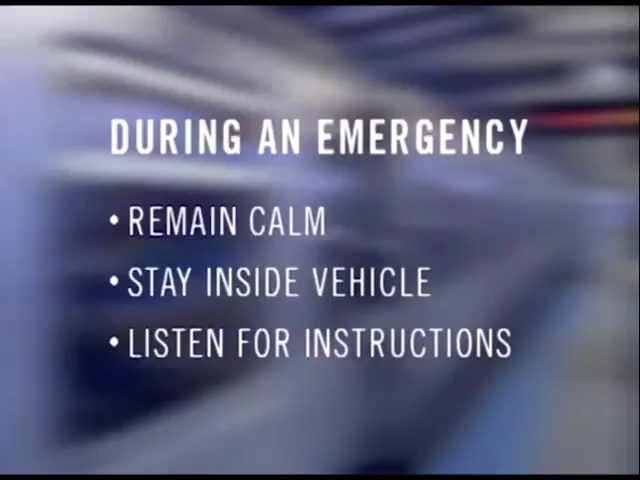 DURING AN EMERGENCY
• REMAIN CALM
• STAY INSIDE VEHICLE
• LISTEN FOR INSTRUCTIONS